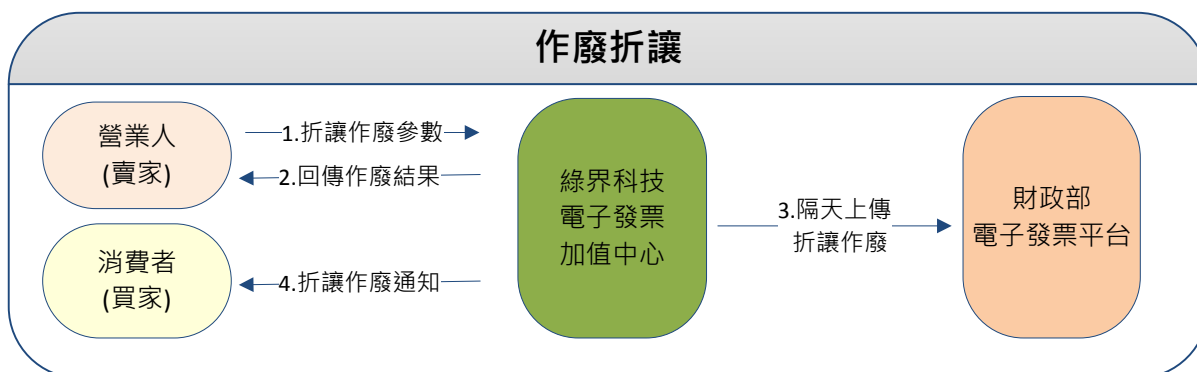 作廢折讓
營業人
(賣家)
1.折讓作廢參數
2.回傳作廢結果
消費者
(買家)
4.折讓作廢通知
綠界科技
電子發票
加值中心
3.隔天上傳
折讓作廢
財政部
電子發票平台